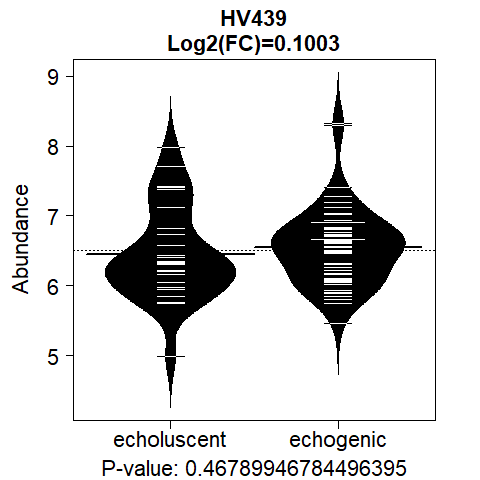 HV439
Log2(FC)=0.1003
Abundance
9
8
7
6
5
echoluscent echogenic
P-value: 0.46789946784496395